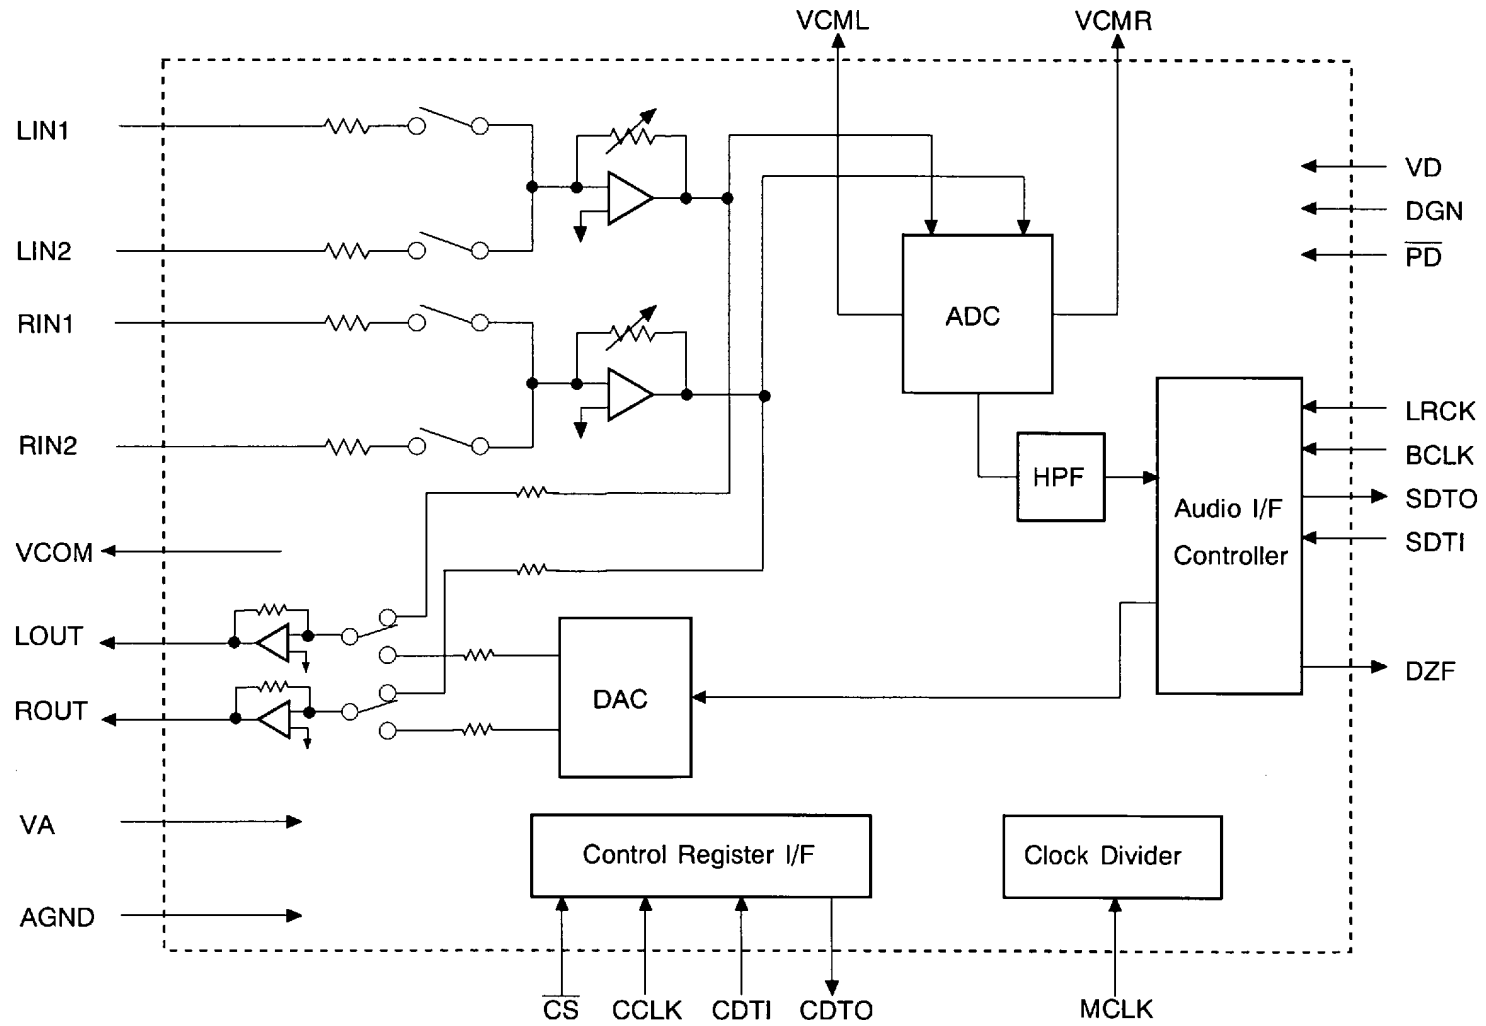 VCML VCMR
LIN1
VD
DGN
PD
LIN2
RIN1
ADC
LRCK
RIN2
BCLK
HPF
SDTO
Audio I/F
Controller
SDTI
VCOM
LOUT
DZF
DAC
ROUT
VA
Control Register I/F
Clock Divider
AGND
CS CCLK CDTI CDTO MCLK